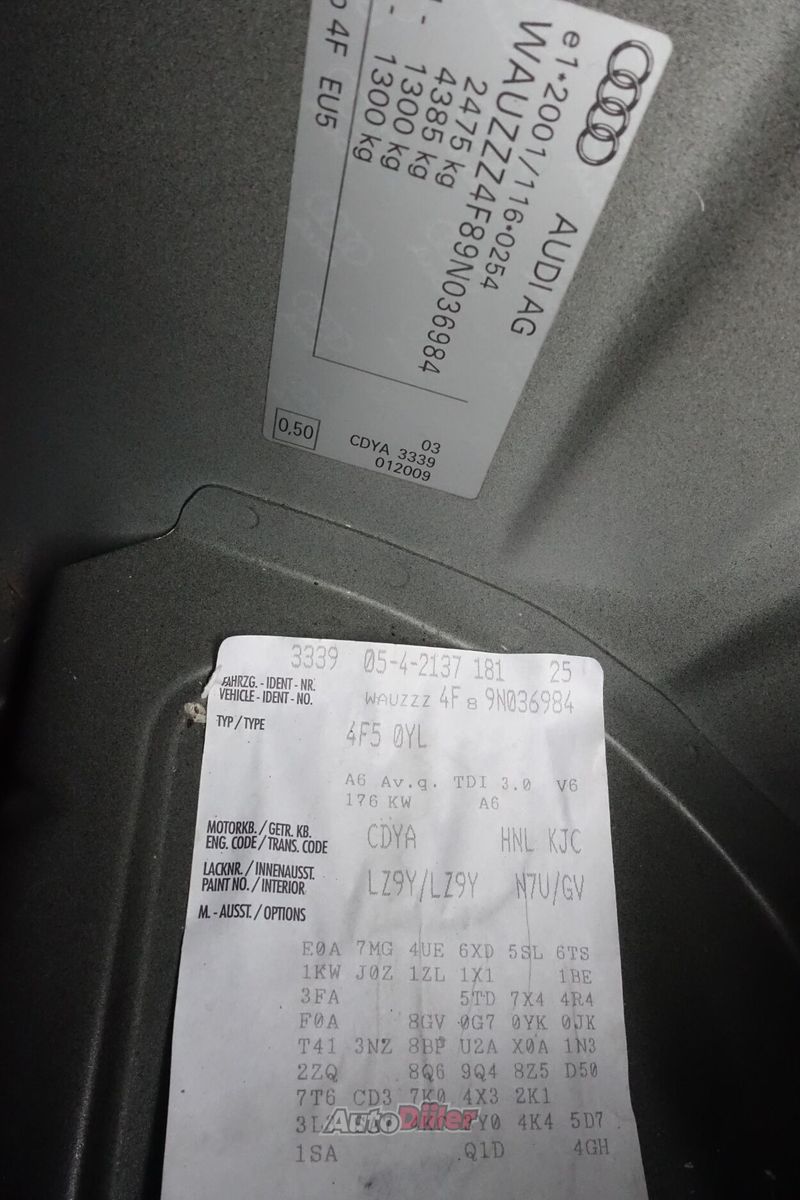 AUDI AG
e1*2001/116*0254
WAUZZZ4F89N036984
2475 kg
4385 kg
- 1300 kg
- 1300 kg
4F EU5
0,50
03
CDYA 3339
012009
3339 05-4-2137 181 25
FAHRZG.-IDENT-NR.
VEHICLE-IDENT-NO.
WAUZZZ 4F 8 9N036984
TYP/TYPE
4F5 0YL
A6 Av.q. TDI 3.0 V6
176 KW A6
MOTORKB./GETR. KB.
ENG. CODE/TRANS. CODE
CDYA HNL KJC
LACKNR./INNENAUSST.
PAINT NO./INTERIOR
LZ9Y/LZ9Y N7U/GV
M.-AUSST./OPTIONS
E0A 7MG 4UE 6XD 5SL 6TS
1KW J0Z 1ZL 1X1 1BE
3FA 5TD 7X4 4R4
F0A 8GV 0G7 0YK 0JK
T41 3NZ 8BP U2A X0A 1N3
2ZQ 8Q6 9Q4 8Z5 D50
7T6 CD3 7K0 4X3 2K1
4K4 5D7
1SA Q1D 4GH
AutoDiler